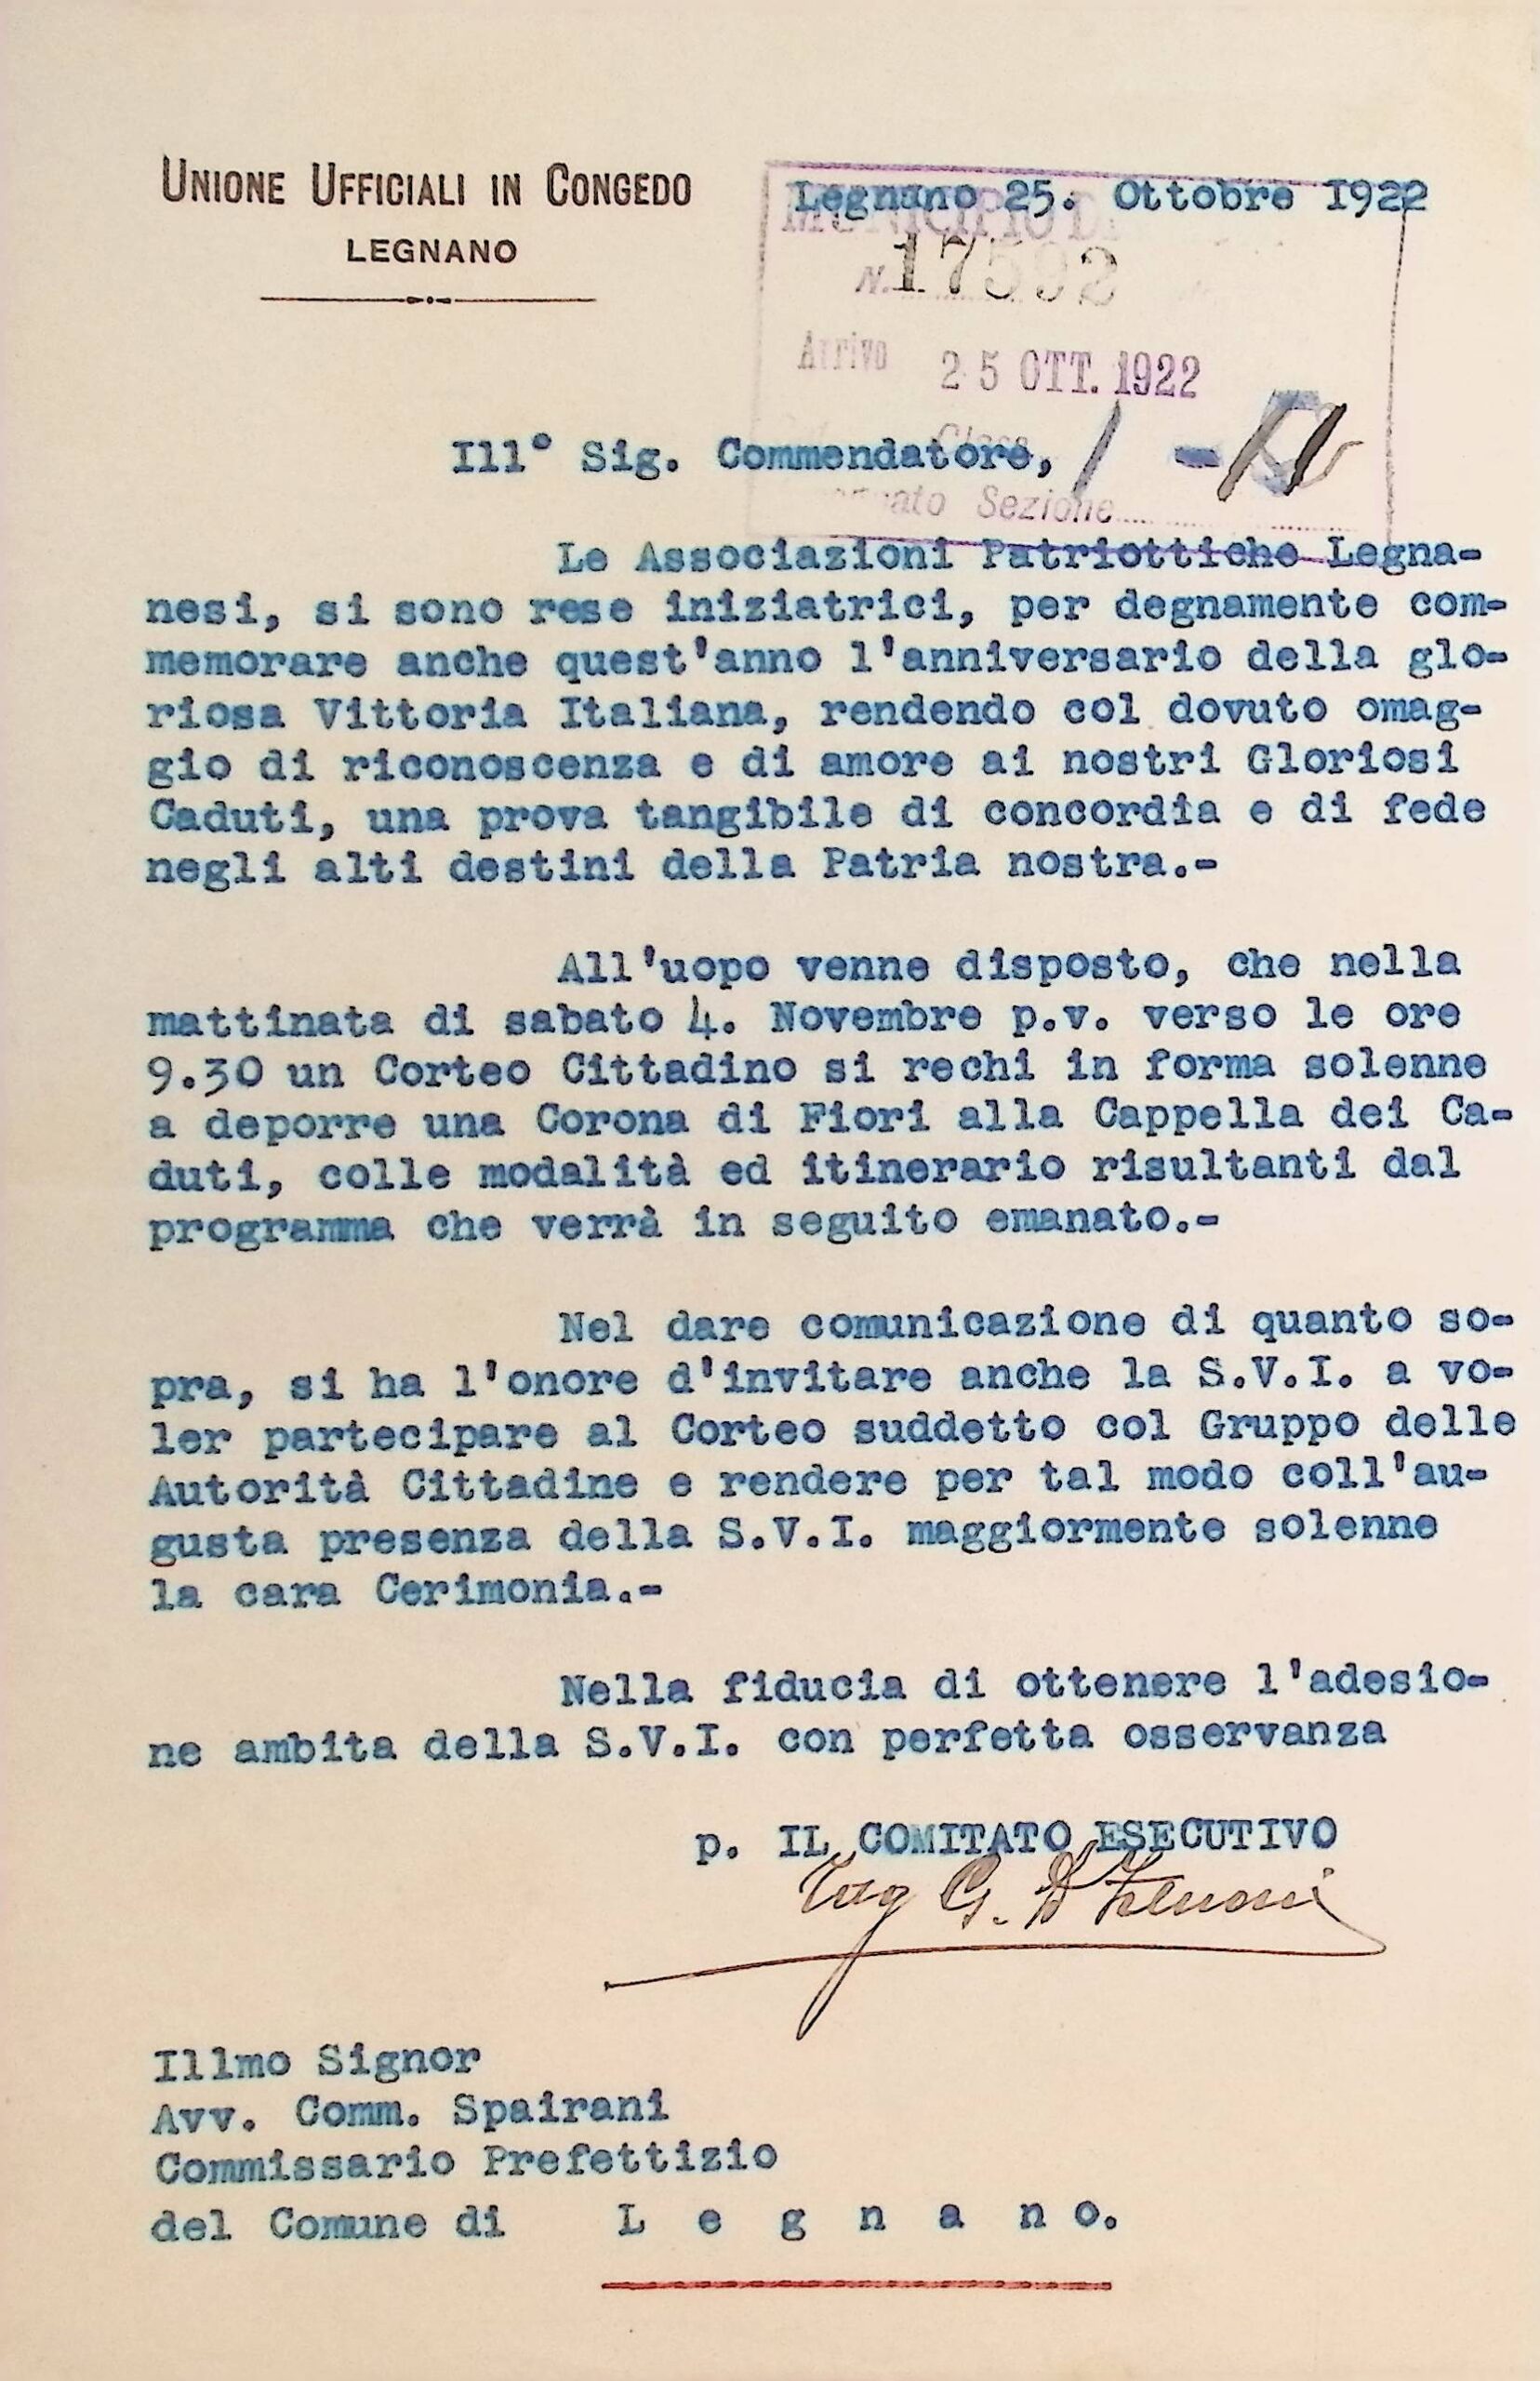 UNIONE UFFICIALI IN CONGEDO
LEGNANO
Legnano 25. Ottobre 1922
MUNICIPIO DI
N. 17592
Arrivo 25 OTT. 1922
Classe
Ill° Sig. Commendatore,
Sezione
Le Associazioni Patriottiche Legna-
nesi, si sono rese iniziatrici, per degnamente com-
memorare anche quest'anno l'anniversario della glo-
riosa Vittoria Italiana, rendendo col dovuto omag-
gio di riconoscenza e di amore ai nostri Gloriosi
Caduti, una prova tangibile di concordia e di fede
negli alti destini della Patria nostra.-
All'uopo venne disposto, che nella
mattinata di sabato 4. Novembre p.v. verso le ore
9.30 un Corteo Cittadino si rechi in forma solenne
a deporre una Corona di Fiori alla Cappella dei Ca-
duti, colle modalità ed itinerario risultanti dal
programma che verrà in seguito emanato.-
Nel dare comunicazione di quanto so-
pra, si ha l'onore d'invitare anche la S.V.I. a vo-
ler partecipare al Corteo suddetto col Gruppo delle
Autorità Cittadine e rendere per tal modo coll'au-
gusta presenza della S.V.I. maggiormente solenne
la cara Cerimonia.-
Nella fiducia di ottenere l'adesio-
ne ambita della S.V.I. con perfetta osservanza
p. IL COMITATO ESECUTIVO
Ing G.
Illmo Signor
Avv. Comm. Spairani
Commissario Prefettizio
del Comune di L e g n a n o.